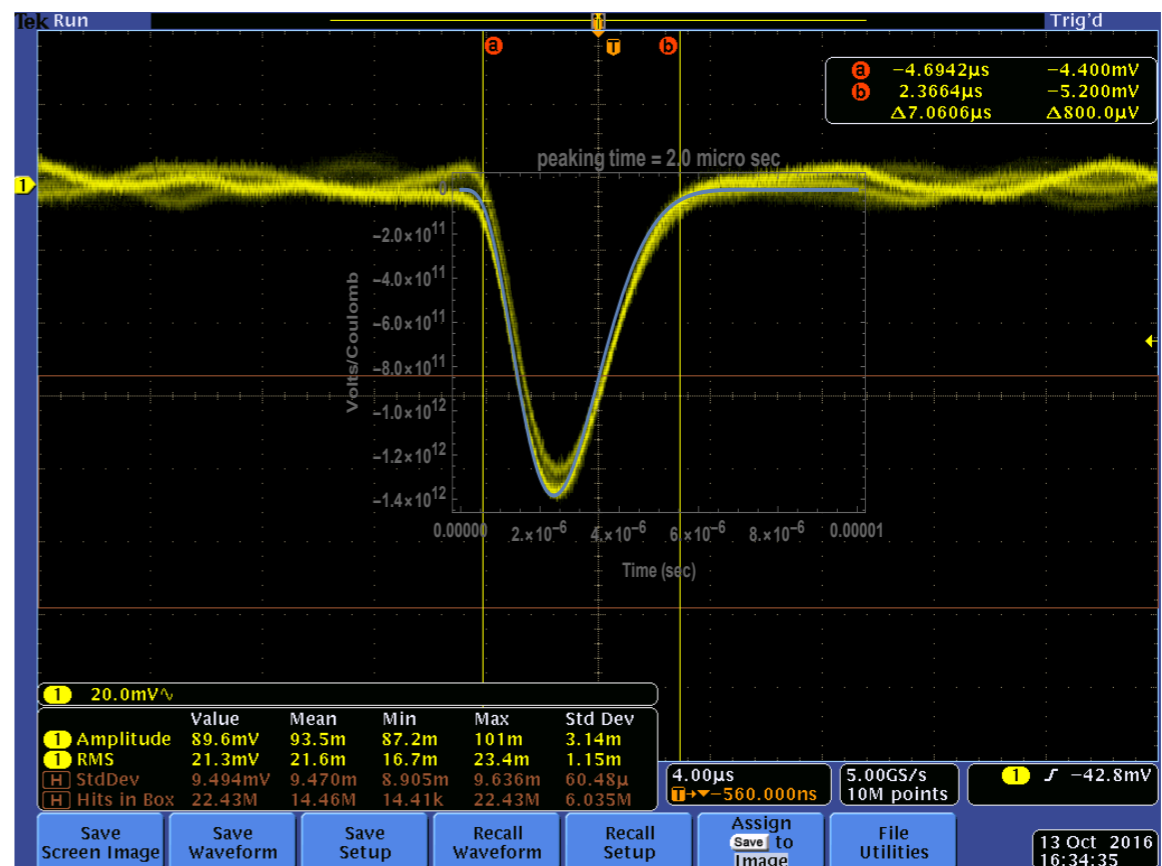 Tek Run Trig'd
T
a T b
a −4.6942µs −4.400mV
b 2.3664µs −5.200mV
Δ7.0606µs Δ800.0µV
peaking time = 2.0 micro sec
1
0
−2.0×10¹¹
−4.0×10¹¹
−6.0×10¹¹
−8.0×10¹¹
−1.0×10¹²
−1.2×10¹²
−1.4×10¹²
Volts/Coulomb
0.00000 2.×10⁻⁶ 4.×10⁻⁶ 6.×10⁻⁶ 8.×10⁻⁶ 0.00001
Time (sec)
1 20.0mV∿
Value Mean Min Max Std Dev
1 Amplitude 89.6mV 93.5m 87.2m 101m 3.14m
1 RMS 21.3mV 21.6m 16.7m 23.4m 1.15m
H StdDev 9.494mV 9.470m 8.905m 9.636m 60.48µ
H Hits in Box 22.43M 14.46M 14.41k 22.43M 6.035M
4.00µs
T→▼−560.000ns
5.00GS/s
10M points
1 ∫ −42.8mV
Save Screen Image
Save Waveform
Save Setup
Recall Waveform
Recall Setup
Assign Save to Image
File Utilities
13 Oct 2016
16:34:35